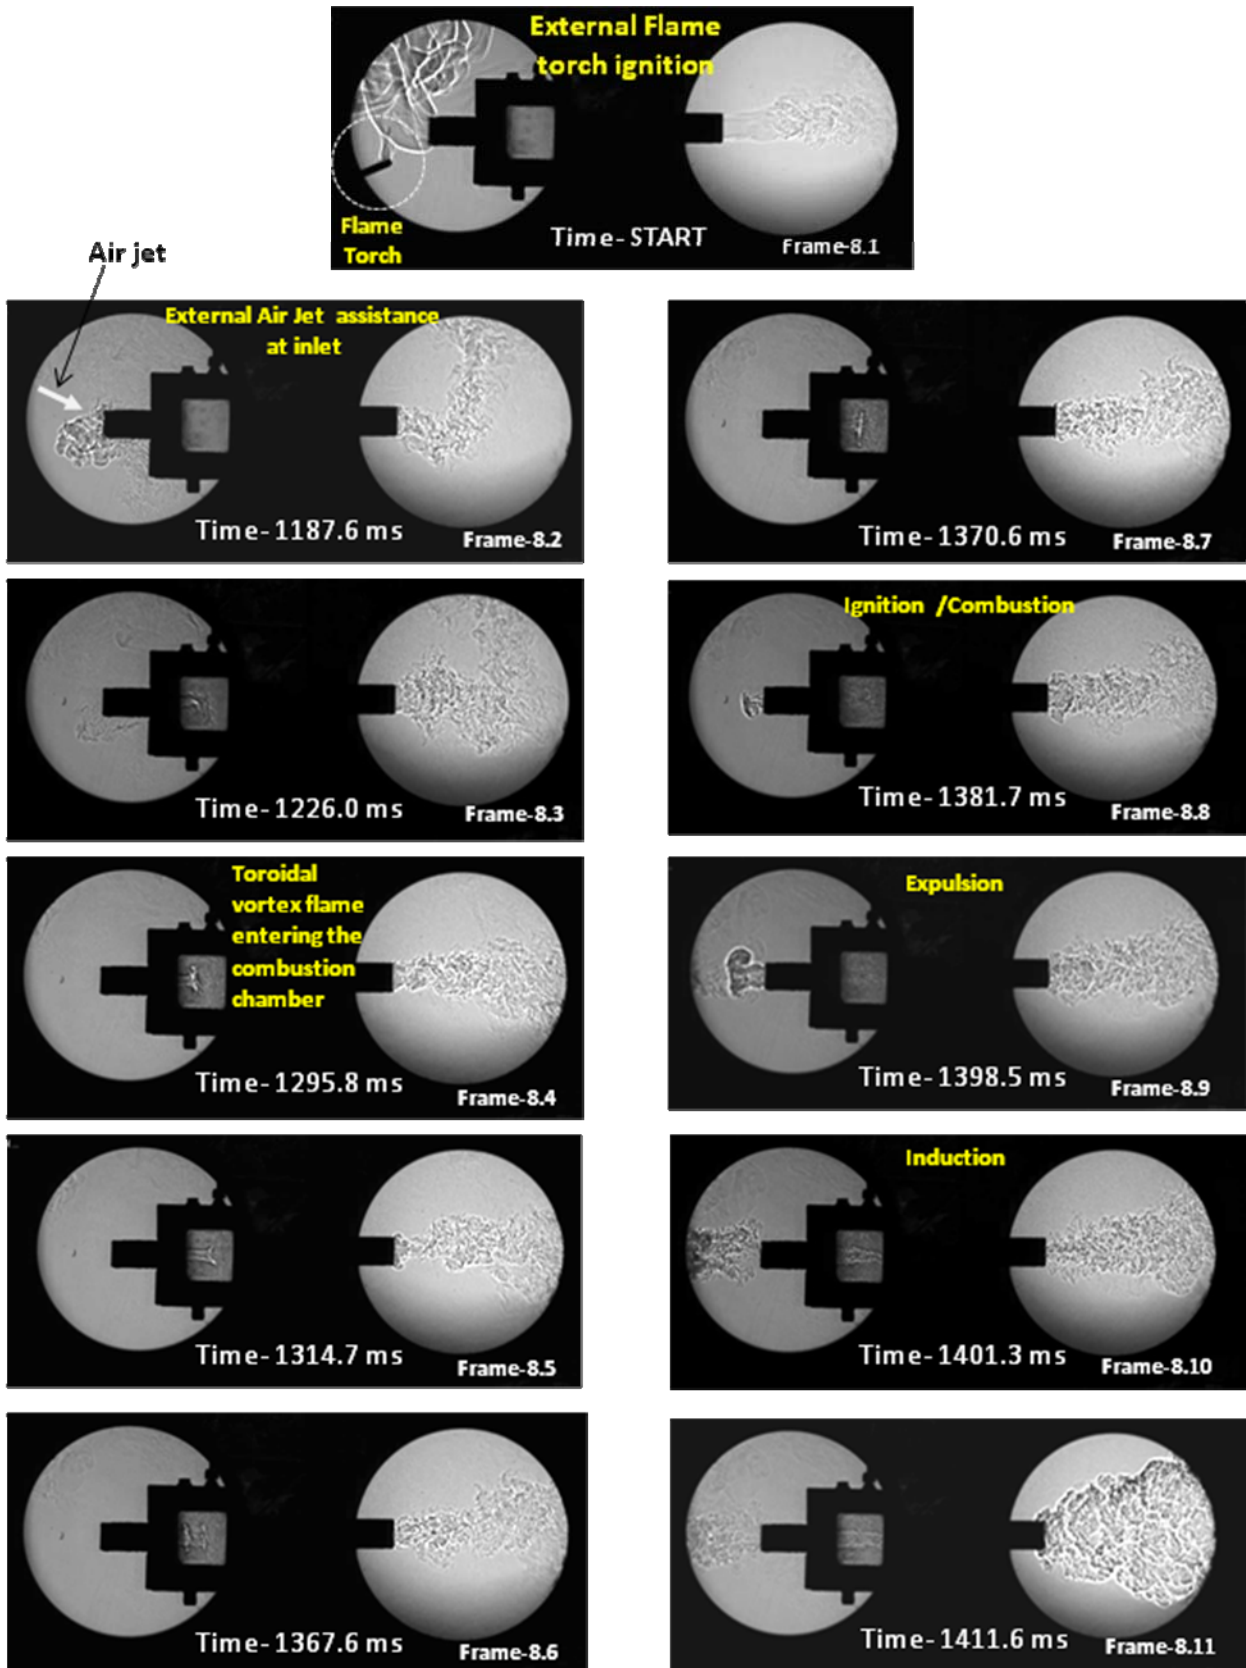 External Flame
torch ignition
Flame
Torch
Time- START
Frame-8.1
Air jet
External Air Jet assistance
at inlet
Time- 1187.6 ms
Frame-8.2
Time- 1226.0 ms
Frame-8.3
Toroidal
vortex flame
entering the
combustion
chamber
Time- 1295.8 ms
Frame-8.4
Time- 1314.7 ms
Frame-8.5
Time- 1367.6 ms
Frame-8.6
Time- 1370.6 ms
Frame-8.7
Ignition /Combustion
Time- 1381.7 ms
Frame-8.8
Expulsion
Time- 1398.5 ms
Frame-8.9
Induction
Time- 1401.3 ms
Frame-8.10
Time- 1411.6 ms
Frame-8.11